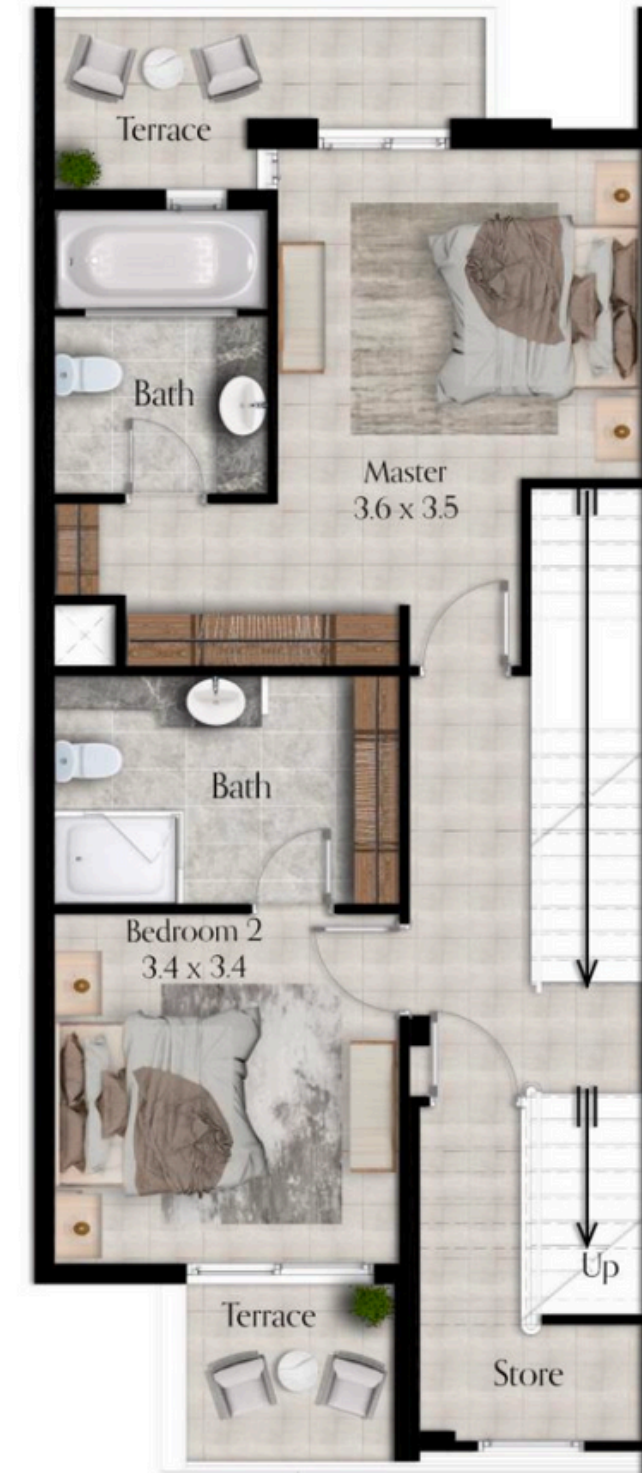 Terrace
Bath
Master
3.6 x 3.5
Bath
Bedroom 2
3.4 x 3.4
Up
Terrace
Store